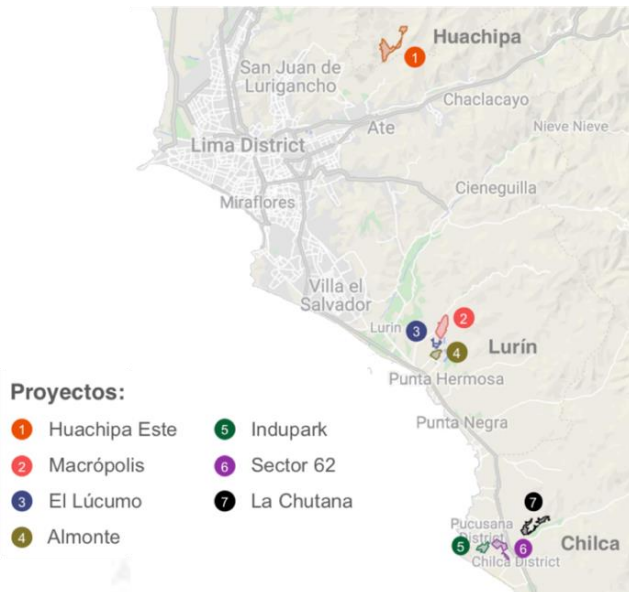 Huachipa
1
San Juan de
Lurigancho
Chaclacayo
Ate
Nieve Nieve
Lima District
Cieneguilla
Miraflores
Villa el
Salvador
2
3
Lurin
Lurín
4
Punta Hermosa
Proyectos:
1 Huachipa Este
2 Macrópolis
3 El Lúcumo
4 Almonte
5 Indupark
6 Sector 62
7 La Chutana
Punta Negra
7
Pucusana
District
Chilca
5
6
Chilca District